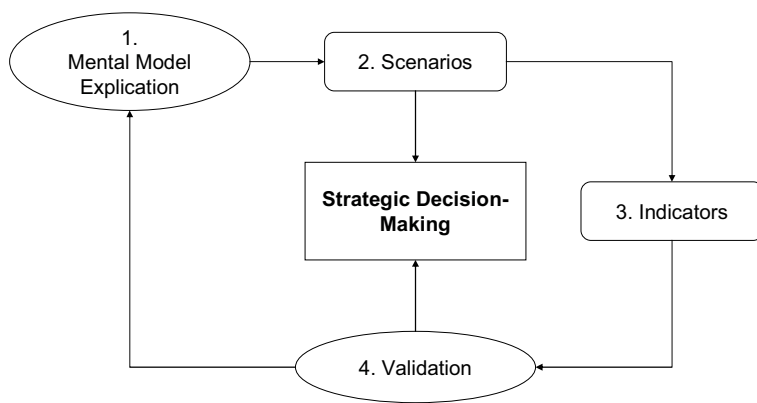 1.
Mental Model
Explication
2. Scenarios
Strategic Decision-
Making
3. Indicators
4. Validation